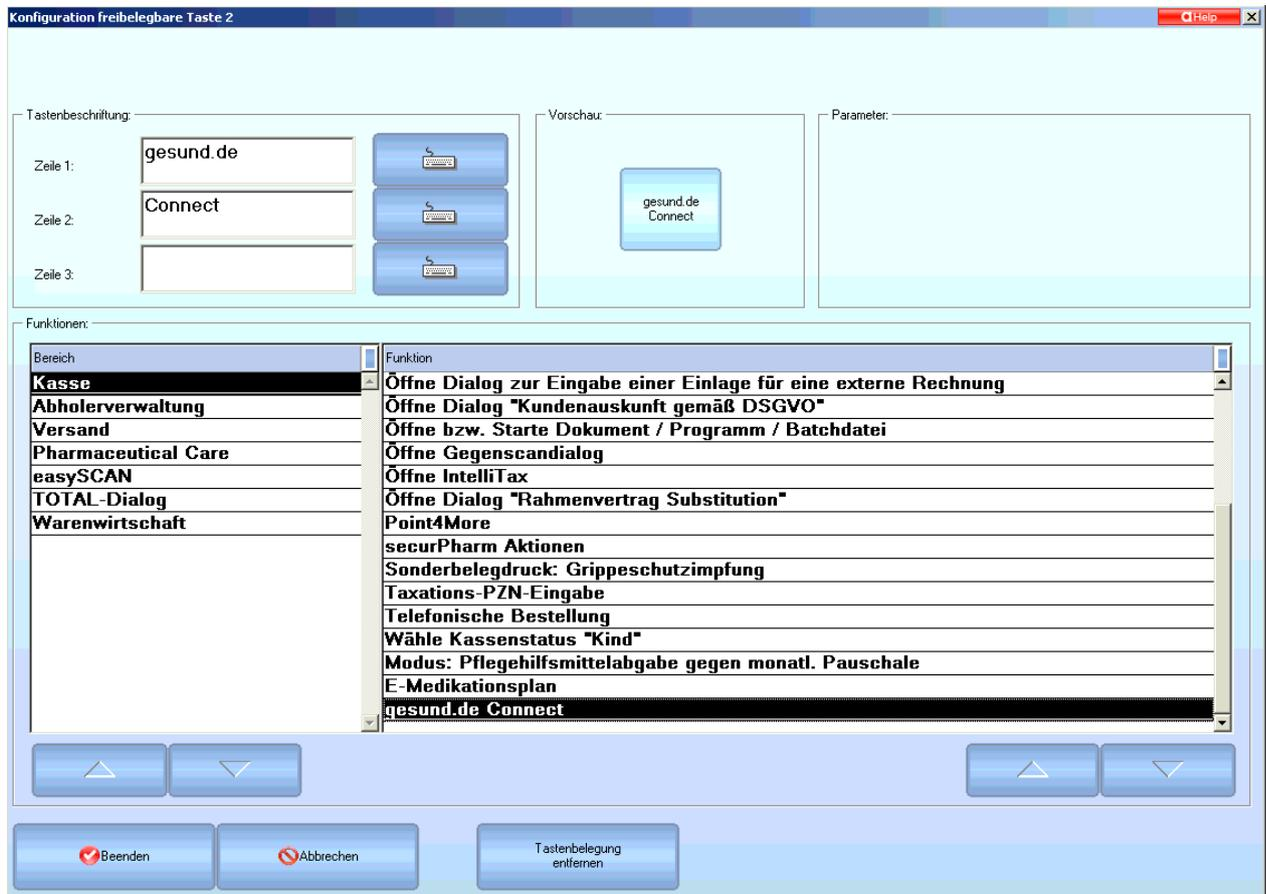 Konfiguration freibelegbare Taste 2
a Help
Tastenbeschriftung:
Zeile 1:
gesund.de
Zeile 2:
Connect
Zeile 3:
Vorschau:
gesund.de
Connect
Parameter:
Funktionen:
Bereich
Kasse
Abholerverwaltung
Versand
Pharmaceutical Care
easySCAN
TOTAL-Dialog
Warenwirtschaft
Funktion
Öffne Dialog zur Eingabe einer Einlage für eine externe Rechnung
Öffne Dialog "Kundenauskunft gemäß DSGVO"
Öffne bzw. Starte Dokument / Programm / Batchdatei
Öffne Gegenscandialog
Öffne IntelliTax
Öffne Dialog "Rahmenvertrag Substitution"
Point4More
securPharm Aktionen
Sonderbelegdruck: Grippeschutzimpfung
Taxations-PZN-Eingabe
Telefonische Bestellung
Wähle Kassenstatus "Kind"
Modus: Pflegehilfsmittelabgabe gegen monatl. Pauschale
E-Medikationsplan
gesund.de Connect
Beenden
Abbrechen
Tastenbelegung
entfernen